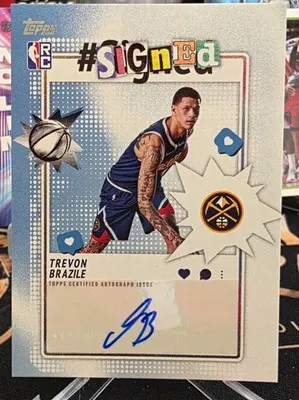 Topps
RC
#SiGNeD
TREVON
BRAZILE
TOPPS CERTIFIED AUTOGRAPH ISSUE